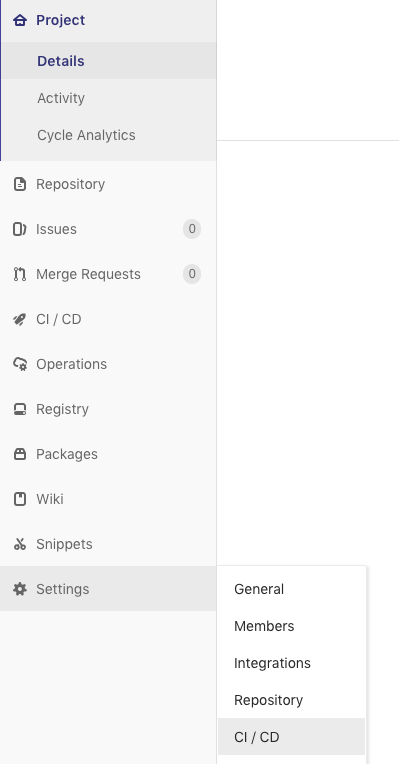 Project
Details
Activity
Cycle Analytics
Repository
Issues 0
Merge Requests 0
CI / CD
Operations
Registry
Packages
Wiki
Snippets
Settings
General
Members
Integrations
Repository
CI / CD